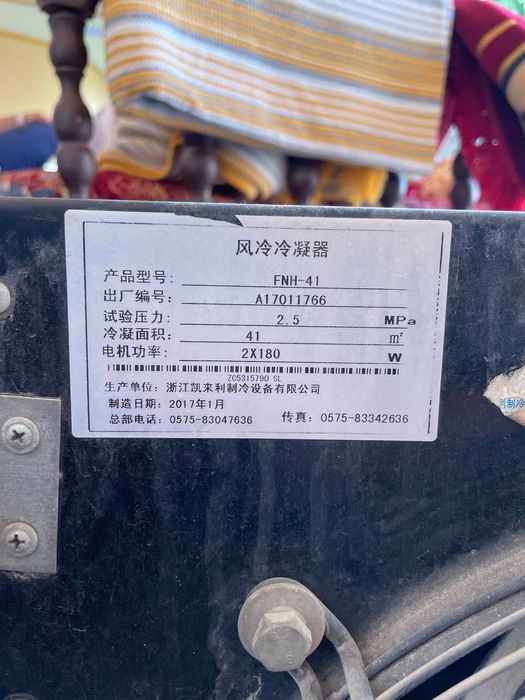 风冷冷凝器
产品型号: FNH-41
出厂编号: A17011766
试验压力: 2.5 MPa
冷凝面积: 41 m²
电机功率: 2X180 W
ZC5315790 SL
生产单位: 浙江凯来利制冷设备有限公司
制造日期: 2017年1月
总部电话: 0575-83047636 传真: 0575-83342636
制冷